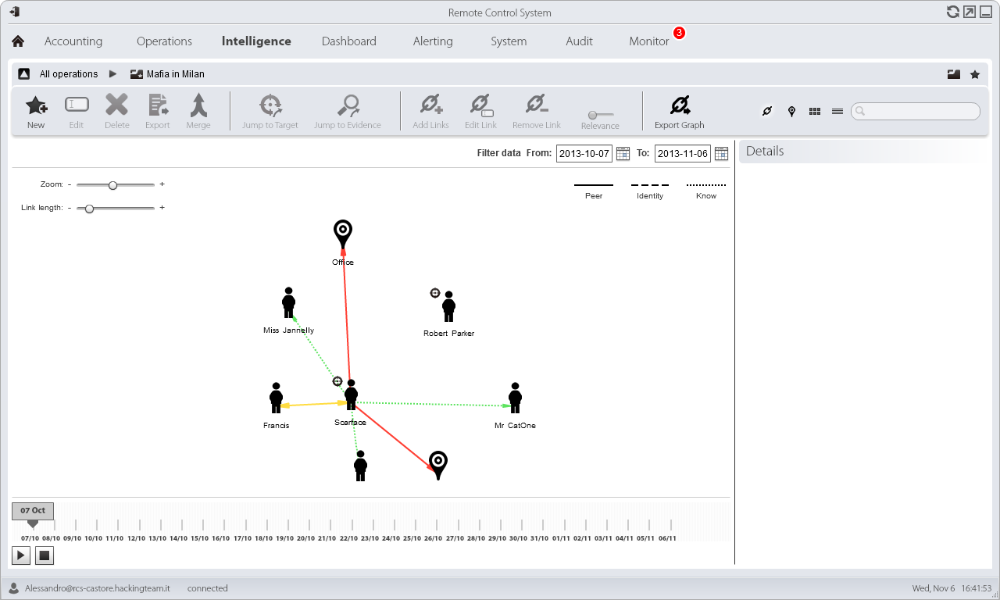 Remote Control System
Accounting Operations Intelligence Dashboard Alerting System Audit Monitor 3
All operations Mafia in Milan
New Edit Delete Export Merge Jump to Target Jump to Evidence Add Links Edit Link Remove Link Relevance Export Graph
Filter data From: 2013-10-07 To: 2013-11-06
Details
Zoom: - +
Peer Identity Know
Link length: - +
Office
Miss Jannelly
Robert Parker
Scarface
Francis
Mr CatOne
07 Oct
07/10 08/10 09/10 10/10 11/10 12/10 13/10 14/10 15/10 16/10 17/10 18/10 19/10 20/10 21/10 22/10 23/10 24/10 25/10 26/10 27/10 28/10 29/10 30/10 31/10 01/11 02/11 03/11 04/11 05/11 06/11
Alessandro@rcs-castore.hackingteam.it connected Wed, Nov 6 16:41:53